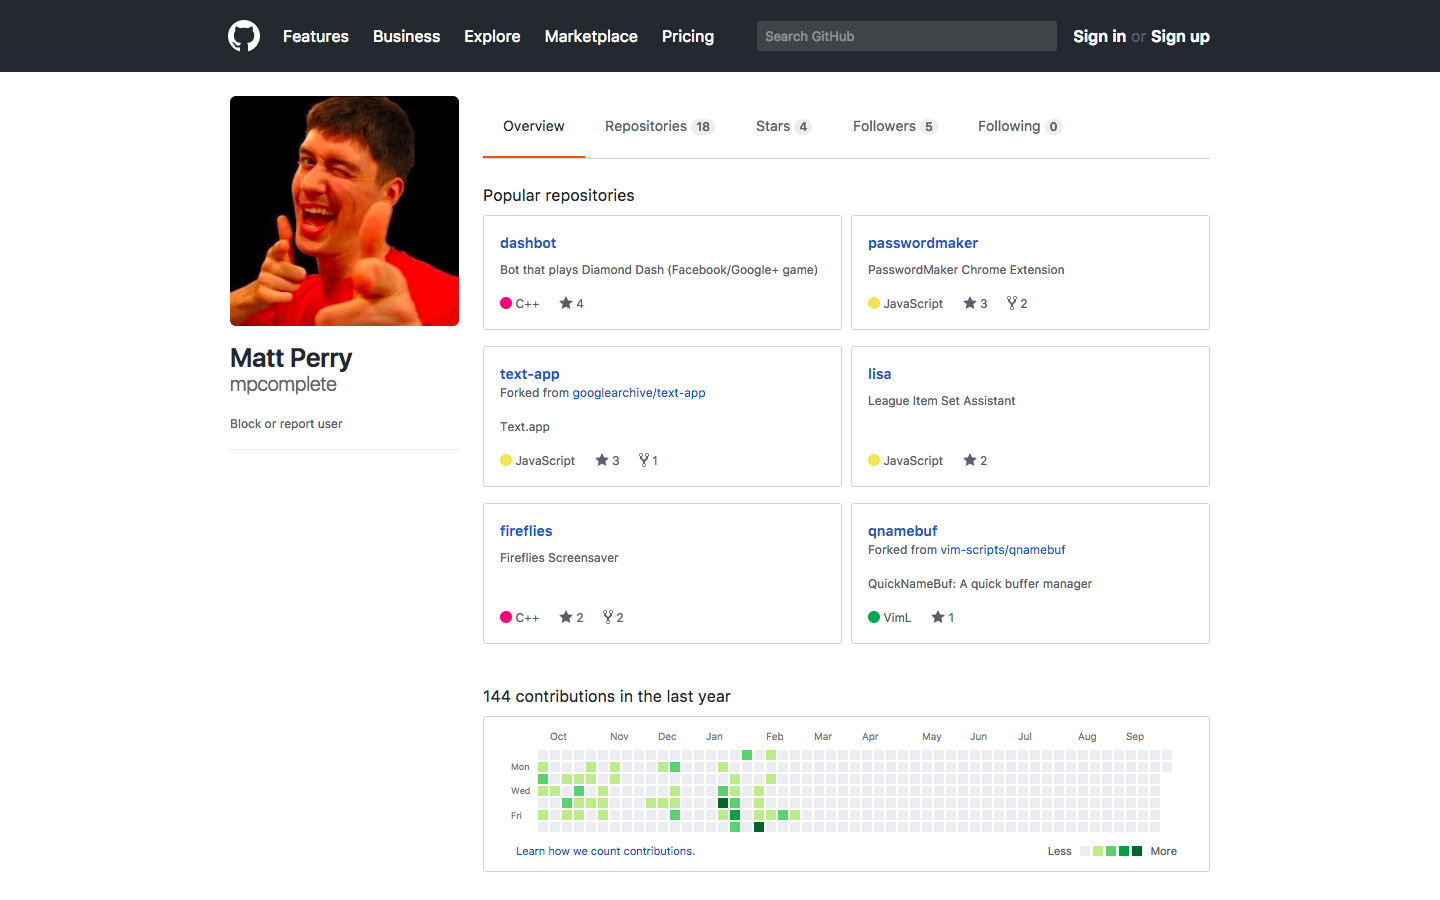 Features Business Explore Marketplace Pricing Search GitHub Sign in or Sign up
Overview Repositories 18 Stars 4 Followers 5 Following 0
Matt Perry
mpcomplete
Block or report user
Popular repositories
dashbot
Bot that plays Diamond Dash (Facebook/Google+ game)
C++ 4
passwordmaker
PasswordMaker Chrome Extension
JavaScript 3 2
text-app
Forked from googlearchive/text-app
Text.app
JavaScript 3 1
lisa
League Item Set Assistant
JavaScript 2
fireflies
Fireflies Screensaver
C++ 2 2
qnamebuf
Forked from vim-scripts/qnamebuf
QuickNameBuf: A quick buffer manager
VimL 1
144 contributions in the last year
Oct Nov Dec Jan Feb Mar Apr May Jun Jul Aug Sep
Mon
Wed
Fri
Learn how we count contributions. Less More